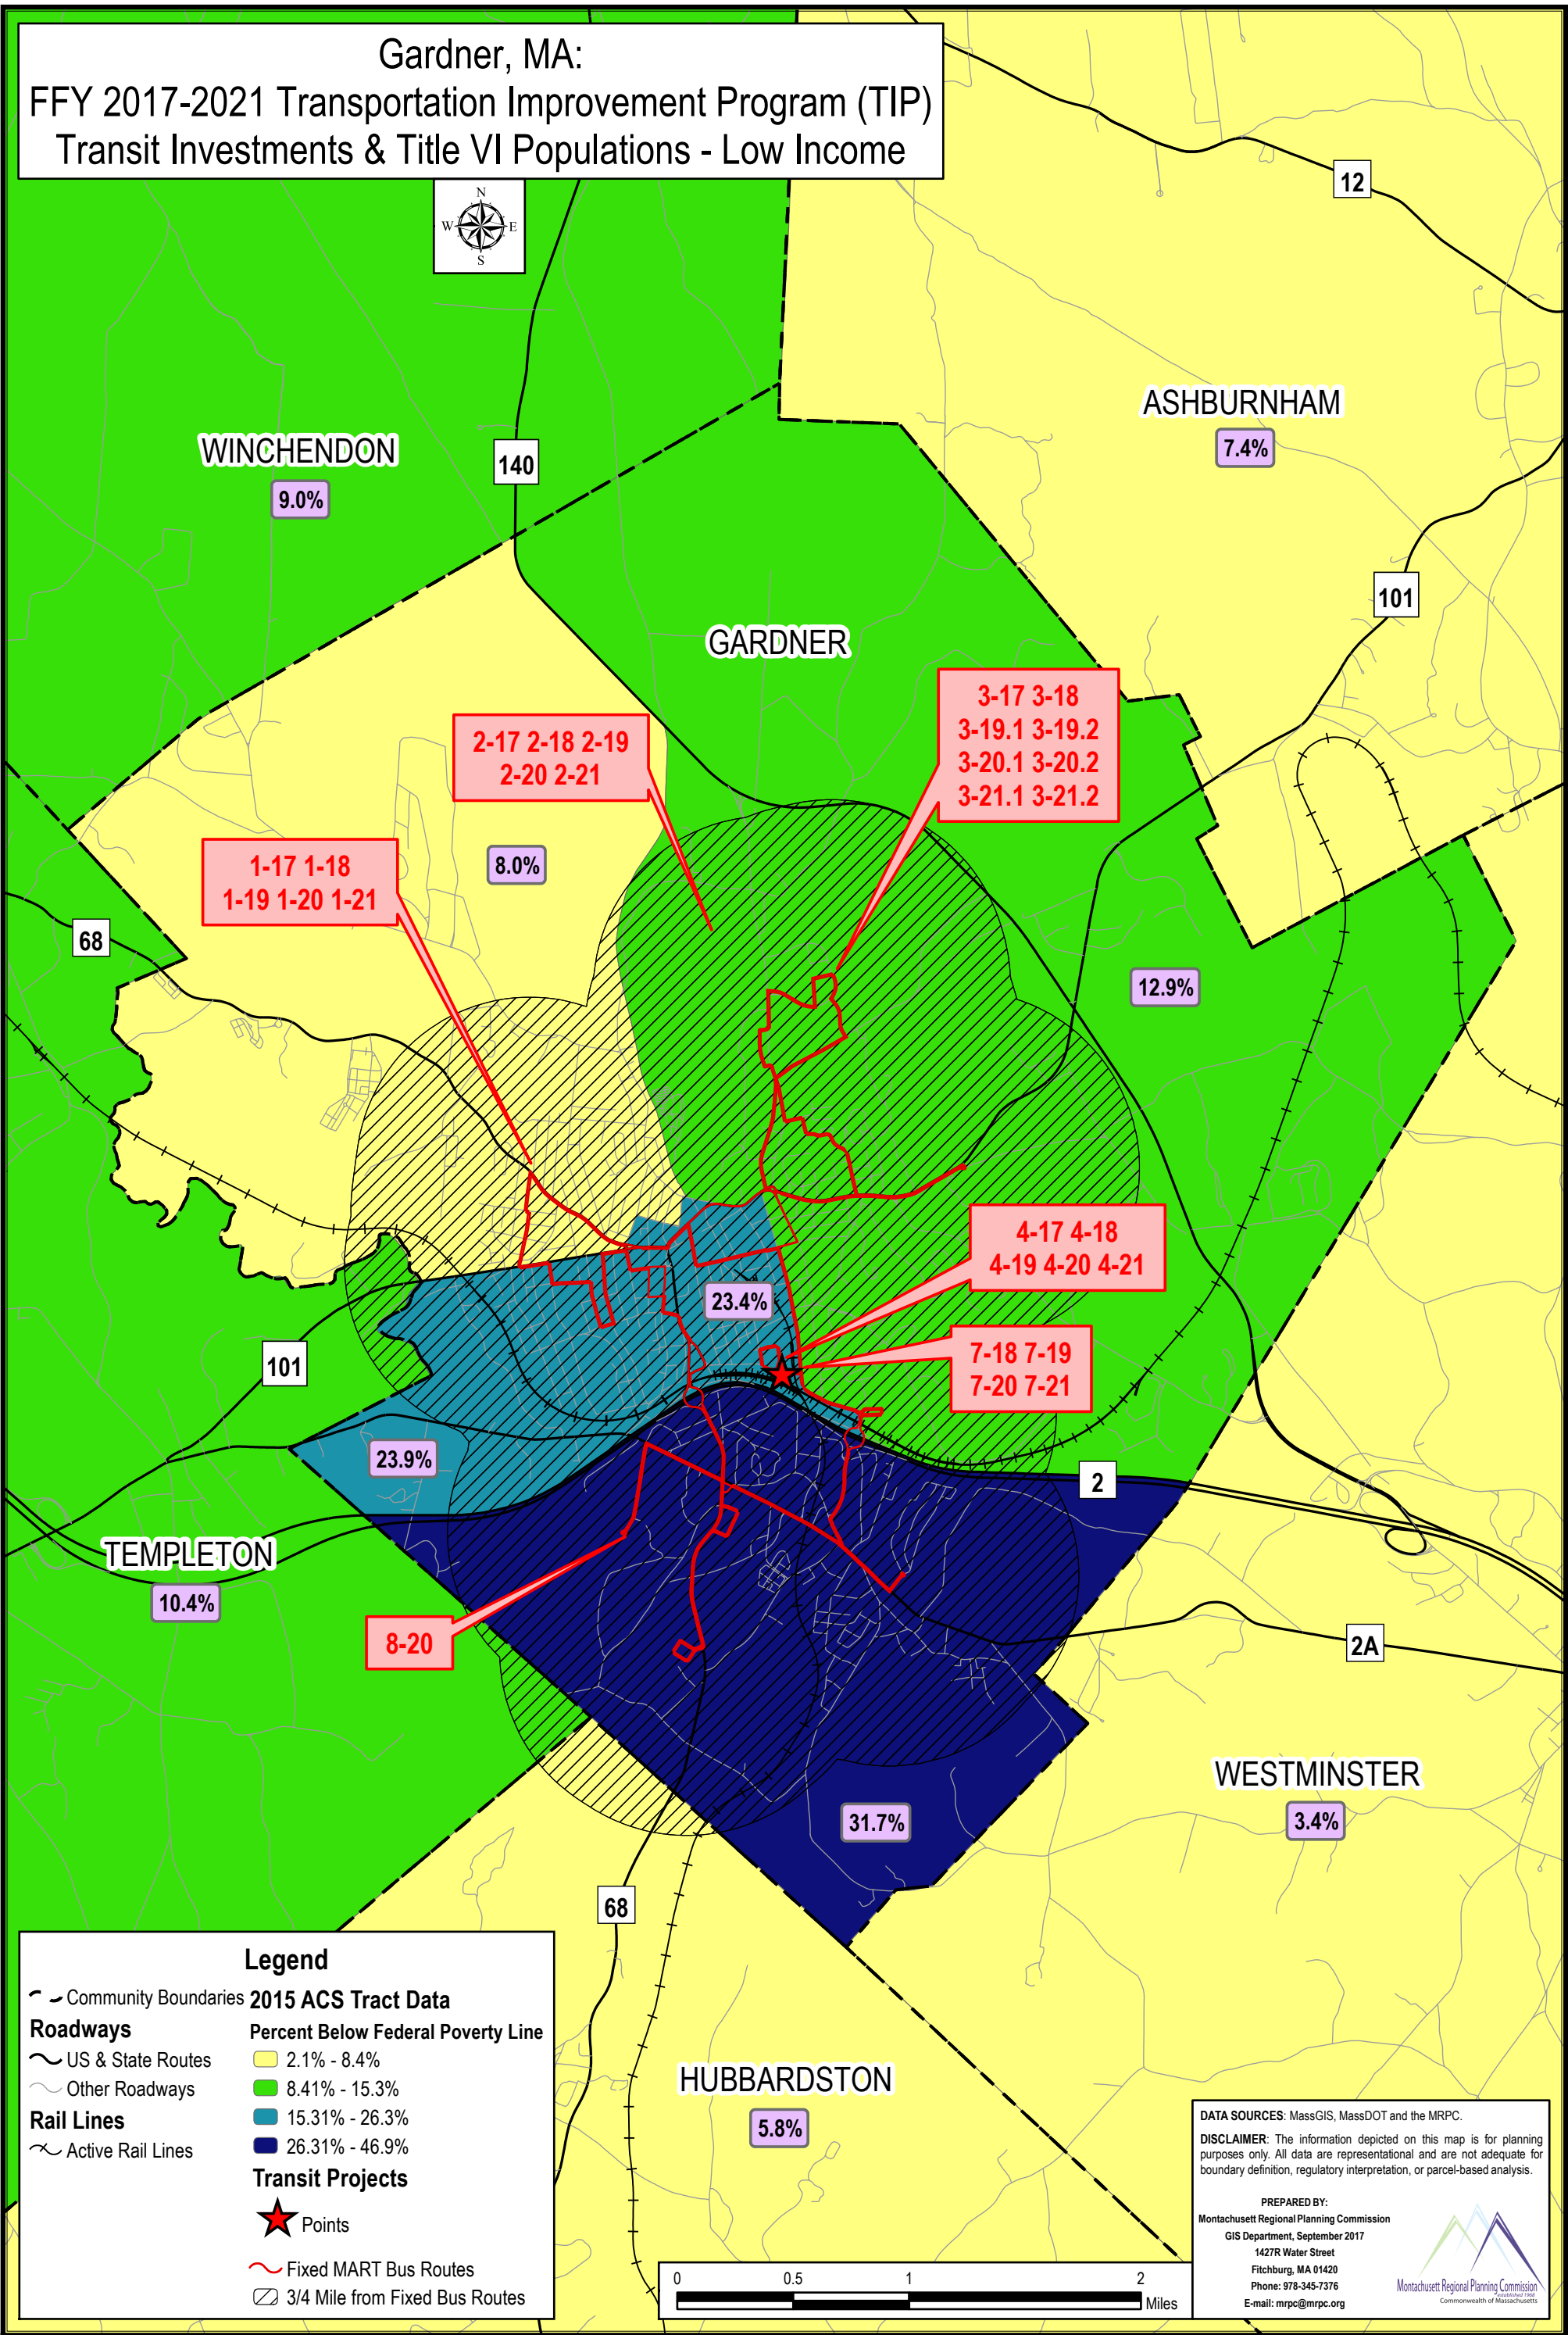 Gardner, MA:
FFY 2017-2021 Transportation Improvement Program (TIP)
Transit Investments & Title VI Populations - Low Income
N
W E
S
12
ASHBURNHAM
7.4%
WINCHENDON
9.0%
140
101
GARDNER
3-17 3-18
3-19.1 3-19.2
3-20.1 3-20.2
3-21.1 3-21.2
2-17 2-18 2-19
2-20 2-21
1-17 1-18
1-19 1-20 1-21
8.0%
68
12.9%
4-17 4-18
4-19 4-20 4-21
23.4%
7-18 7-19
7-20 7-21
101
23.9%
2
TEMPLETON
10.4%
8-20
2A
WESTMINSTER
3.4%
31.7%
68
HUBBARDSTON
5.8%
Legend
Community Boundaries
Roadways
US & State Routes
Other Roadways
Rail Lines
Active Rail Lines
2015 ACS Tract Data
Percent Below Federal Poverty Line
2.1% - 8.4%
8.41% - 15.3%
15.31% - 26.3%
26.31% - 46.9%
Transit Projects
Points
Fixed MART Bus Routes
3/4 Mile from Fixed Bus Routes
0 0.5 1 2
Miles
DATA SOURCES: MassGIS, MassDOT and the MRPC.
DISCLAIMER: The information depicted on this map is for planning
purposes only. All data are representational and are not adequate for
boundary definition, regulatory interpretation, or parcel-based analysis.
PREPARED BY:
Montachusett Regional Planning Commission
GIS Department, September 2017
1427R Water Street
Fitchburg, MA 01420
Phone: 978-345-7376
E-mail: mrpc@mrpc.org
Montachusett Regional Planning Commission
established 1968
Commonwealth of Massachusetts